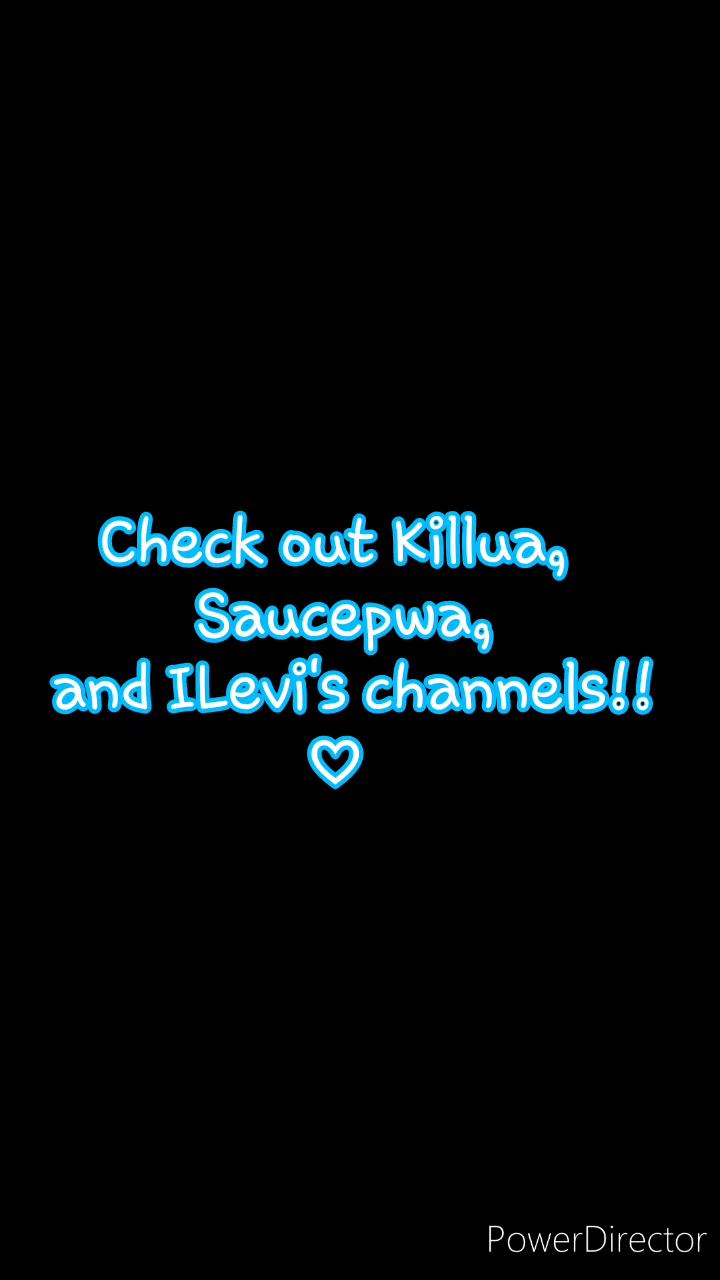 Check out Killua,
Saucepwa,
and ILevi's channels!!
♡
PowerDirector